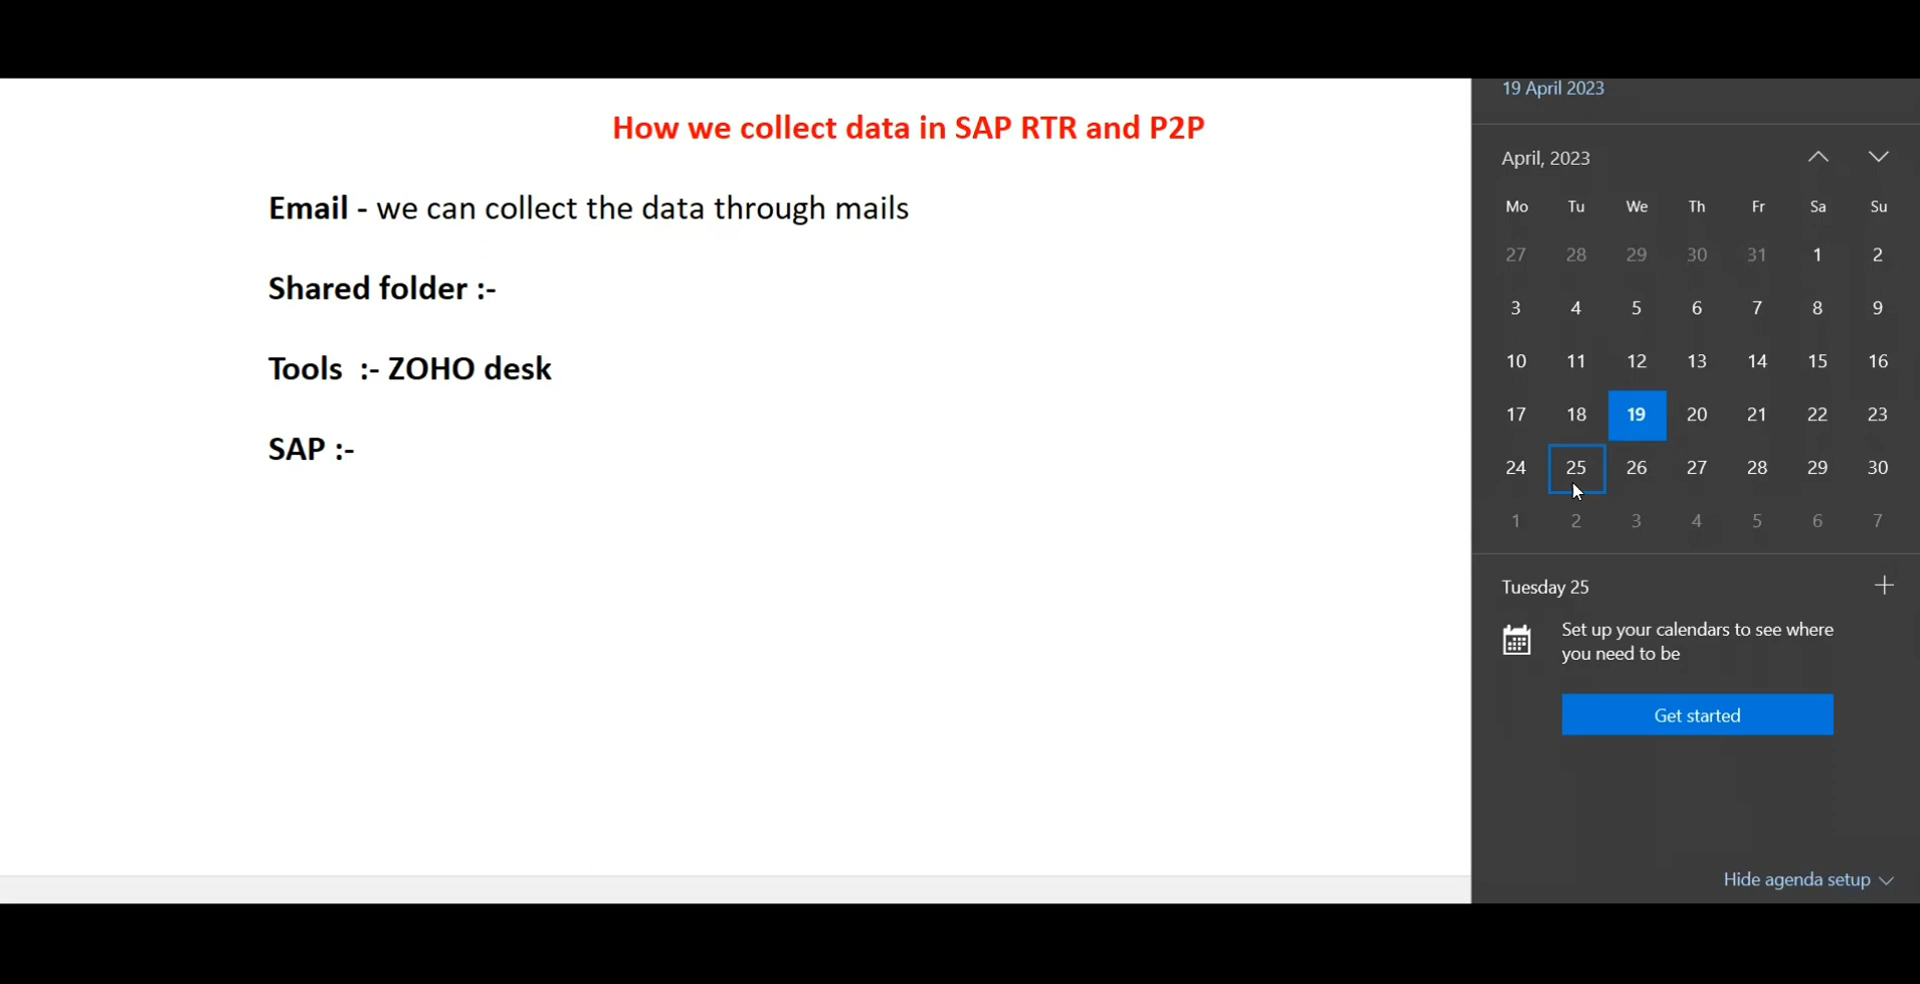 How we collect data in SAP RTR and P2P
Email - we can collect the data through mails
Shared folder :-
Tools  :- ZOHO desk
SAP :-
19 April 2023
April, 2023
Mo Tu We Th Fr Sa Su
27 28 29 30 31 1 2
3 4 5 6 7 8 9
10 11 12 13 14 15 16
17 18 19 20 21 22 23
24 25 26 27 28 29 30
1 2 3 4 5 6 7
Tuesday 25
Set up your calendars to see where
you need to be
Get started
Hide agenda setup